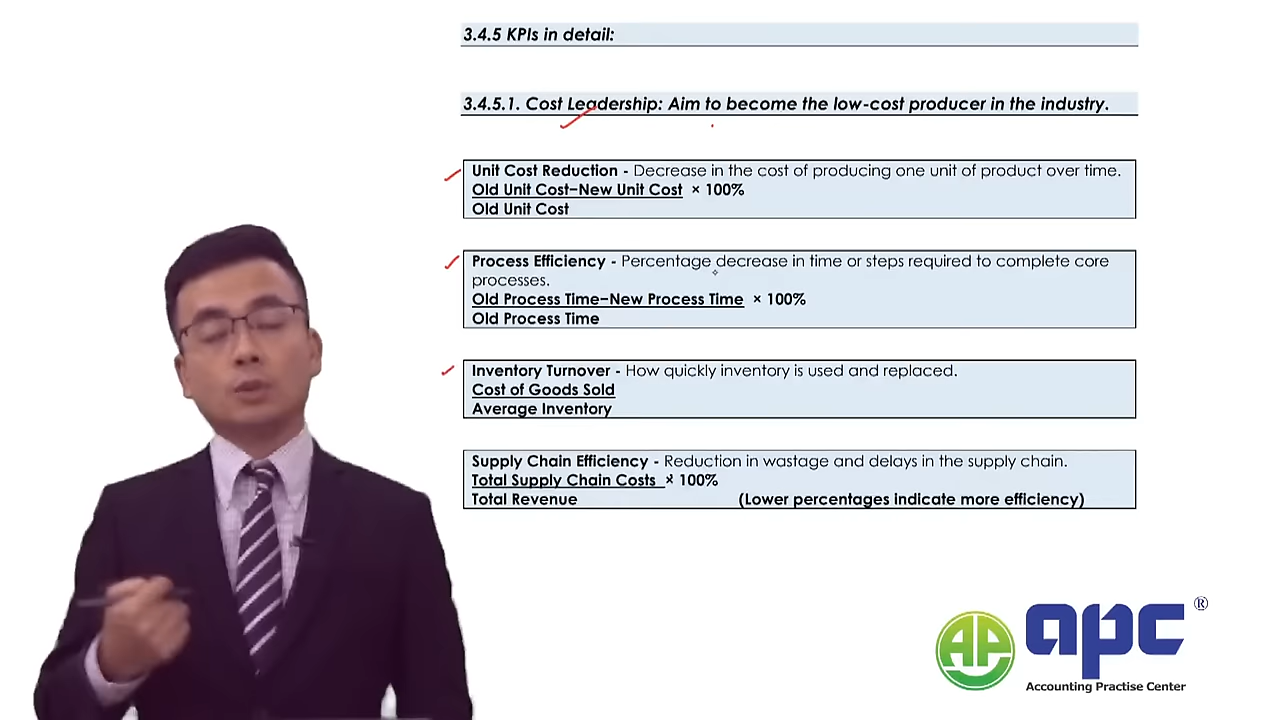 3.4.5 KPIs in detail:
3.4.5.1. Cost Leadership: Aim to become the low-cost producer in the industry.
Unit Cost Reduction - Decrease in the cost of producing one unit of product over time.
Old Unit Cost−New Unit Cost × 100%
Old Unit Cost
Process Efficiency - Percentage decrease in time or steps required to complete core
processes.
Old Process Time−New Process Time × 100%
Old Process Time
Inventory Turnover - How quickly inventory is used and replaced.
Cost of Goods Sold
Average Inventory
Supply Chain Efficiency - Reduction in wastage and delays in the supply chain.
Total Supply Chain Costs × 100%
Total Revenue (Lower percentages indicate more efficiency)
AP apc ®
Accounting Practise Center